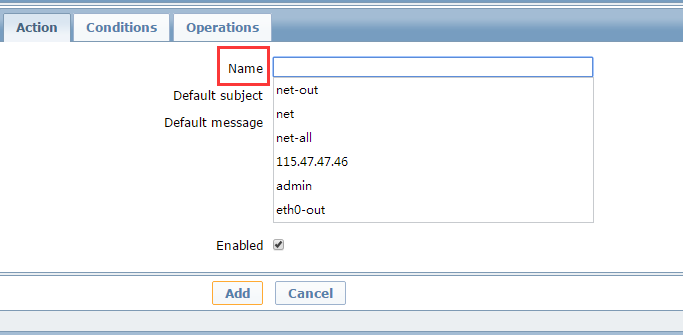 Action Conditions Operations
Name
Default subject
Default message
net-out
net
net-all
115.47.47.46
admin
eth0-out
Enabled
Add Cancel